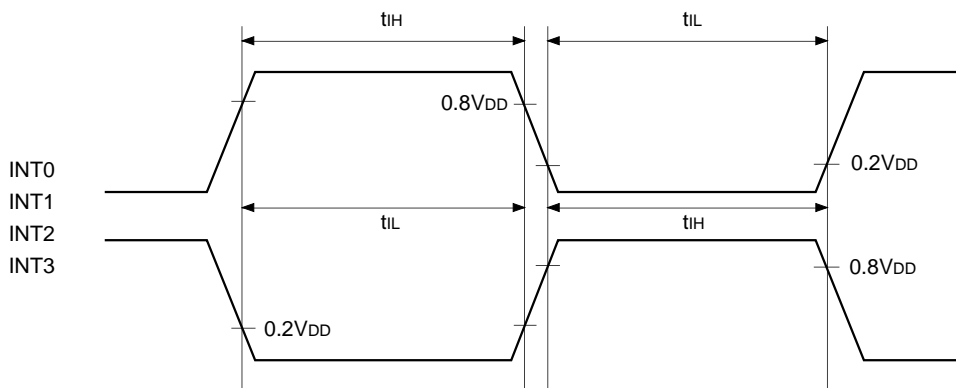 tIH
tIL
0.8VDD
INT0
0.2VDD
INT1
tIL
tIH
INT2
INT3
0.8VDD
0.2VDD